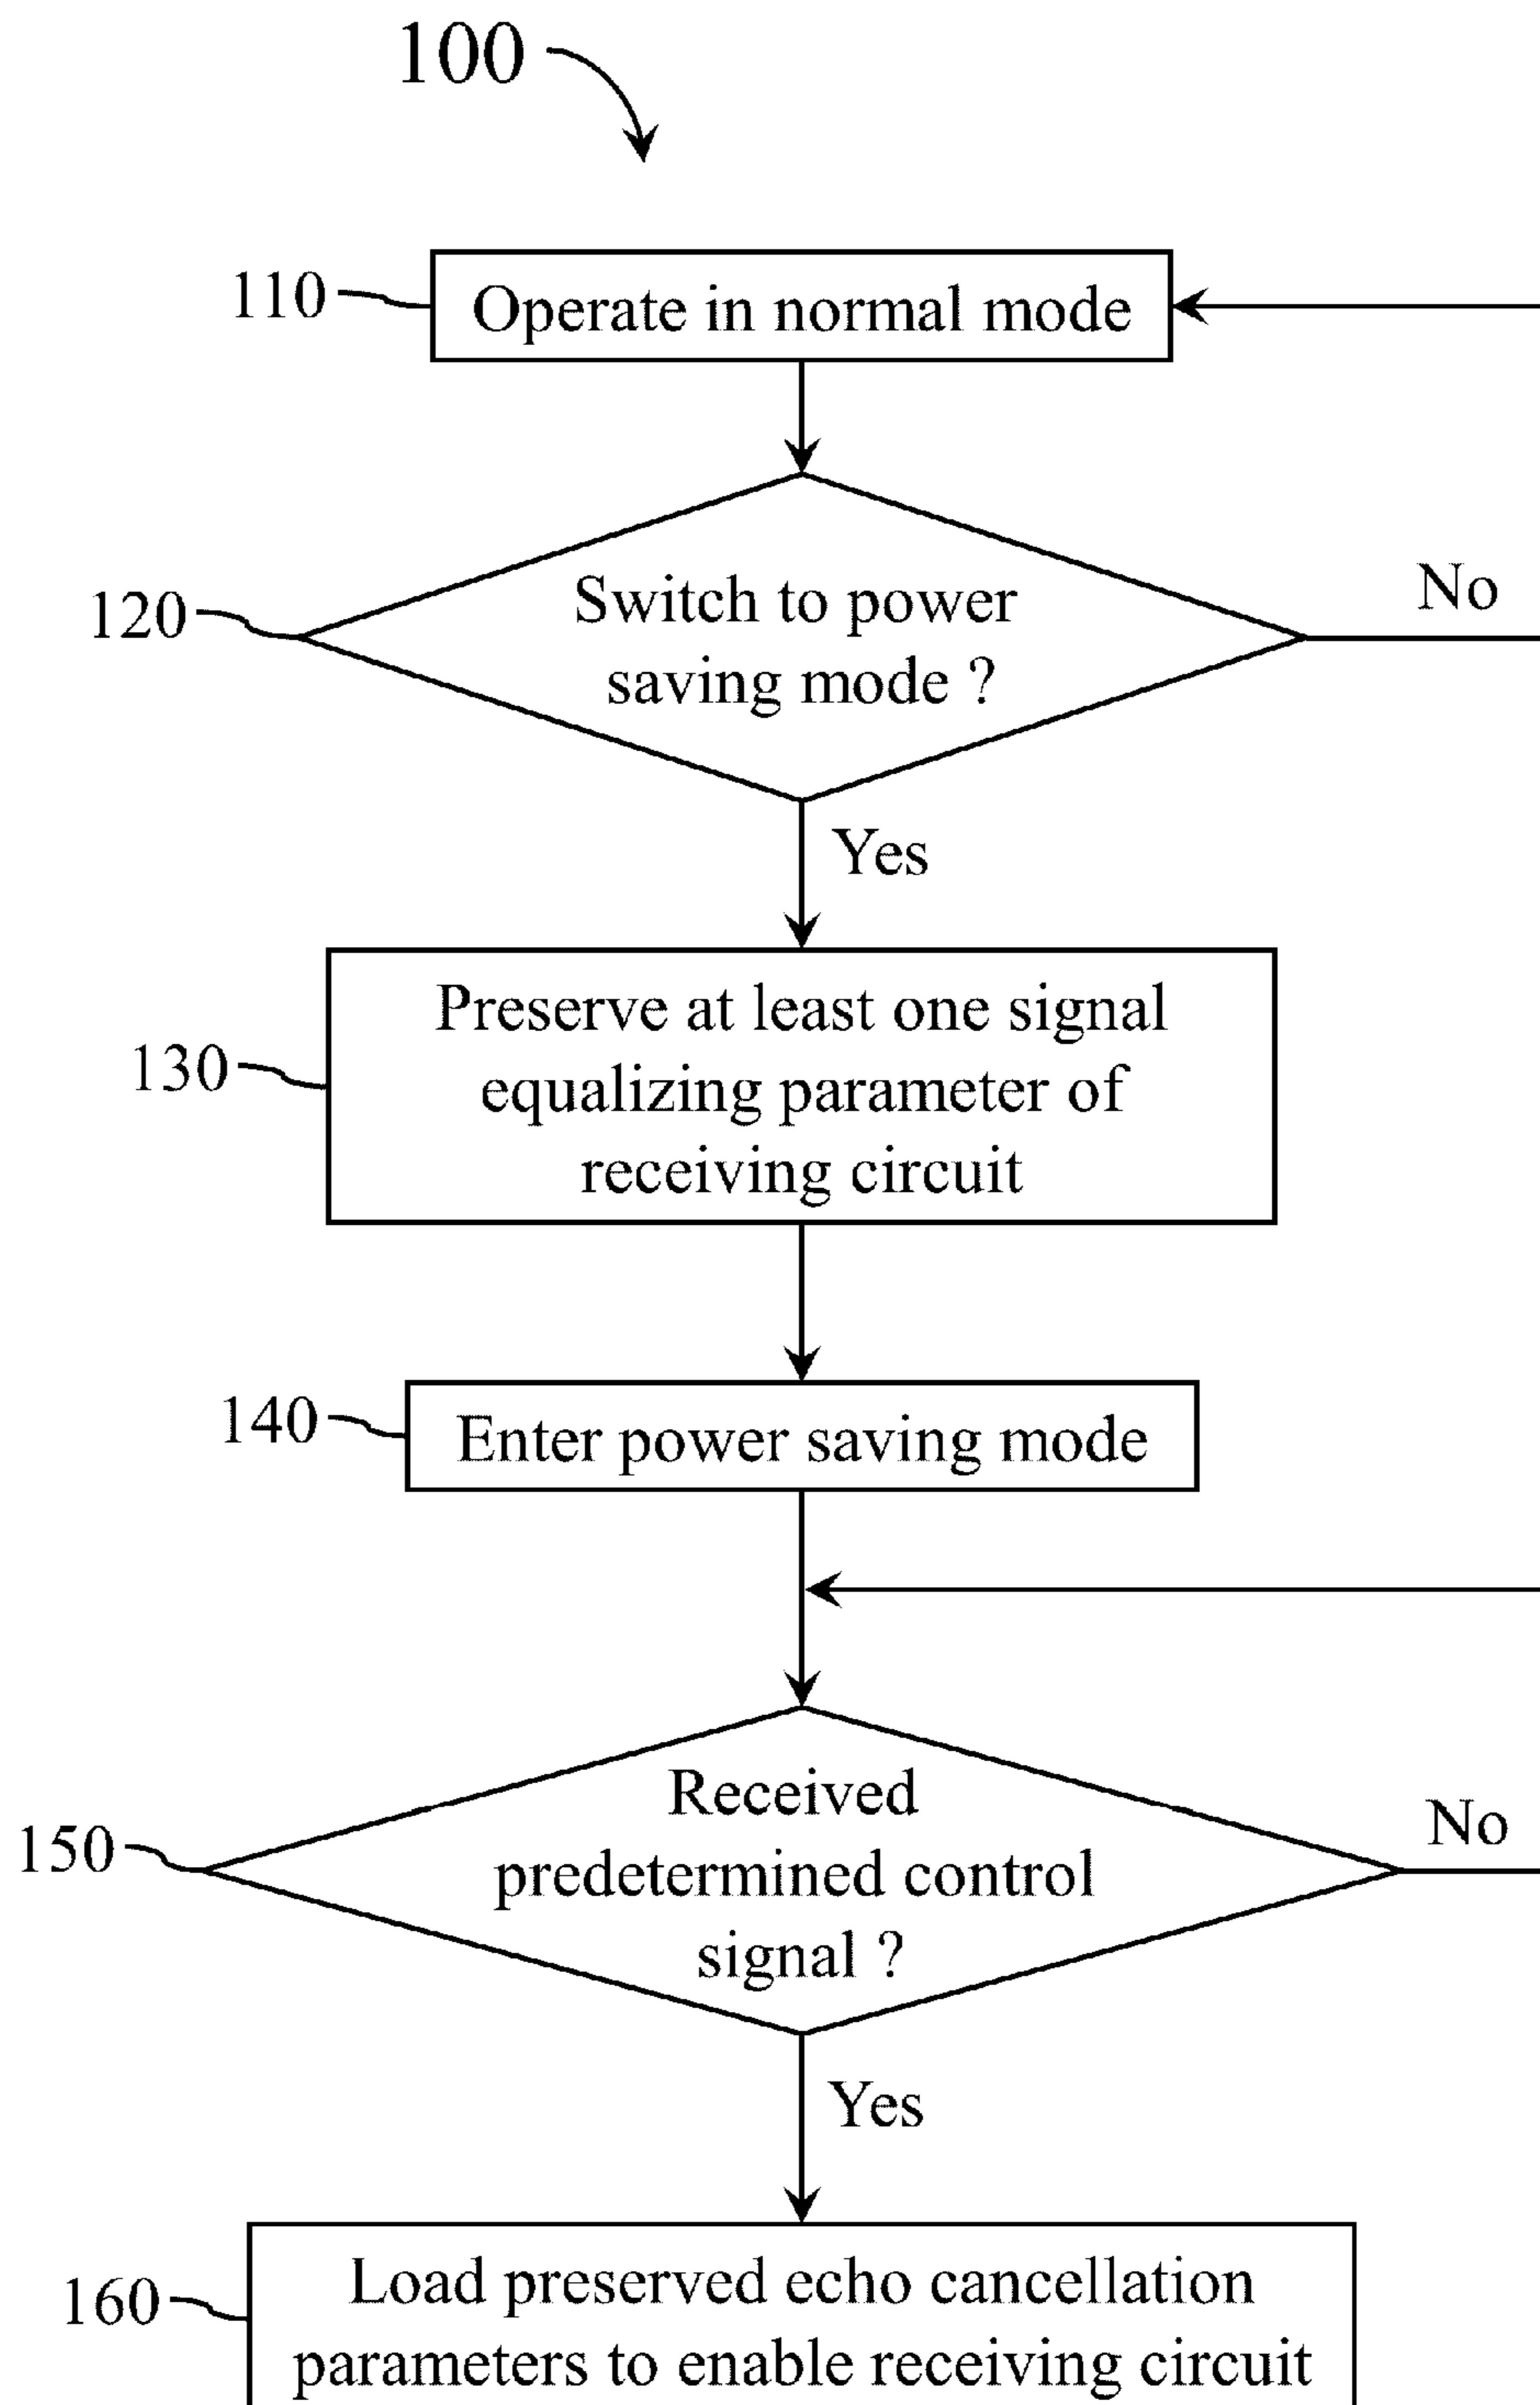 100
110
Operate in normal mode
120
Switch to power
saving mode ?
No
Yes
130
Preserve at least one signal
equalizing parameter of
receiving circuit
140
Enter power saving mode
150
Received
predetermined control
signal ?
No
Yes
160
Load preserved echo cancellation
parameters to enable receiving circuit